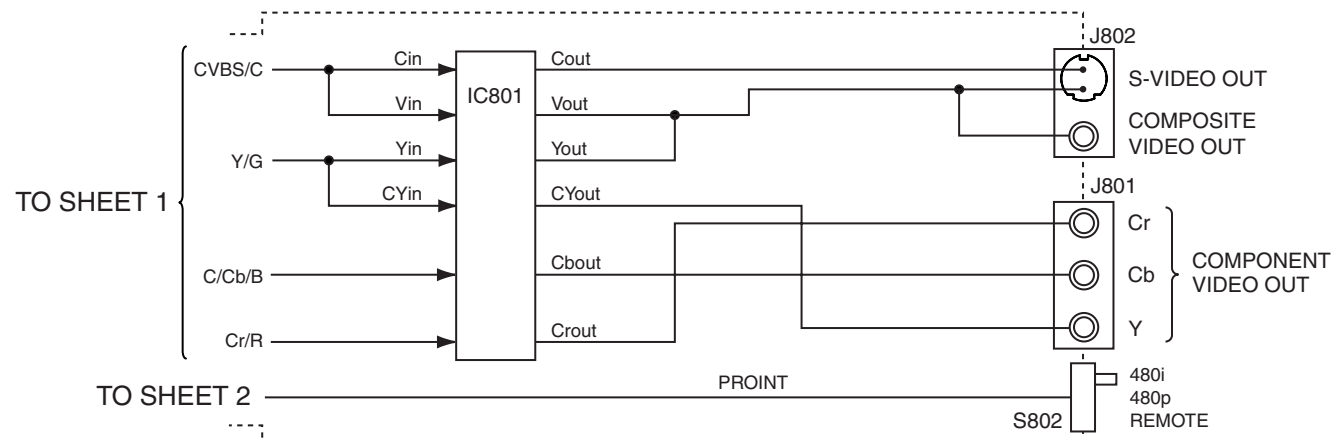 J802
CVBS/C
Cin
Cout
S-VIDEO OUT
IC801
Vin
Vout
COMPOSITE
VIDEO OUT
Y/G
Yin
Yout
TO SHEET 1
CYin
CYout
J801
Cr
C/Cb/B
Cbout
Cb
COMPONENT
VIDEO OUT
Cr/R
Crout
Y
TO SHEET 2
PROINT
S802
480i
480p
REMOTE